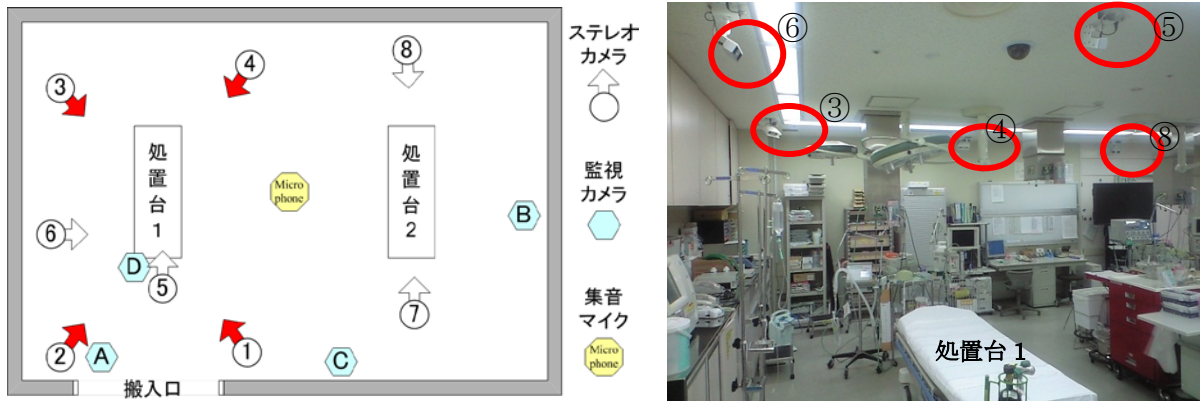 ③
④
⑧
ステレオ
カメラ
処
置
台
1
Micro
phone
処
置
台
2
監視
カメラ
⑥
B
D
⑤
⑦
集音
マイク
Micro
phone
②
A
①
C
搬入口
⑥
⑤
③
④
⑧
処置台 1